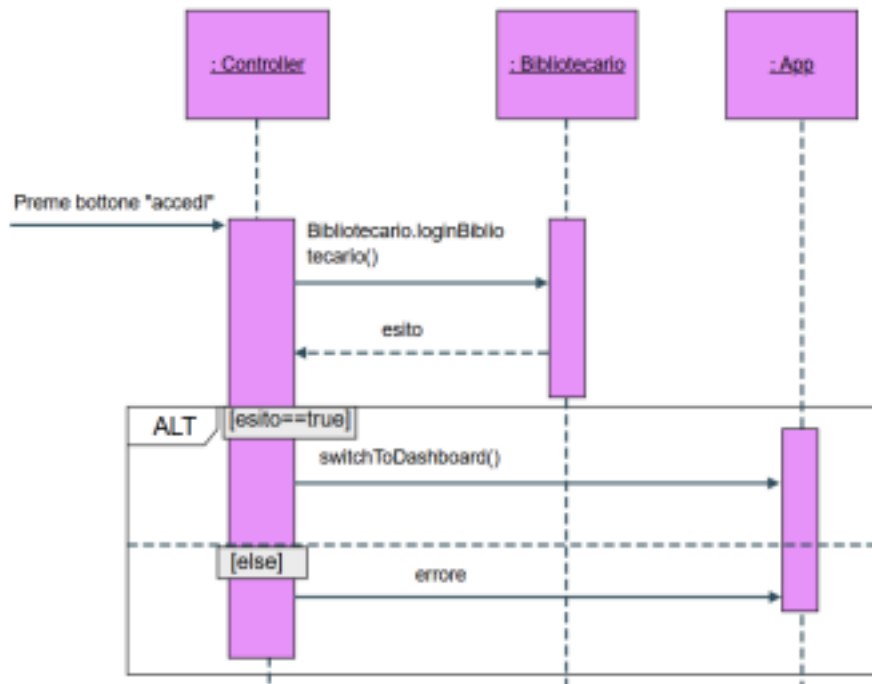 : Controller
: Bibliotecario
: App
Preme bottone "accedi"
Bibliotecario.loginBiblio
tecario()
esito
ALT
[esito==true]
switchToDashboard()
[else]
errore